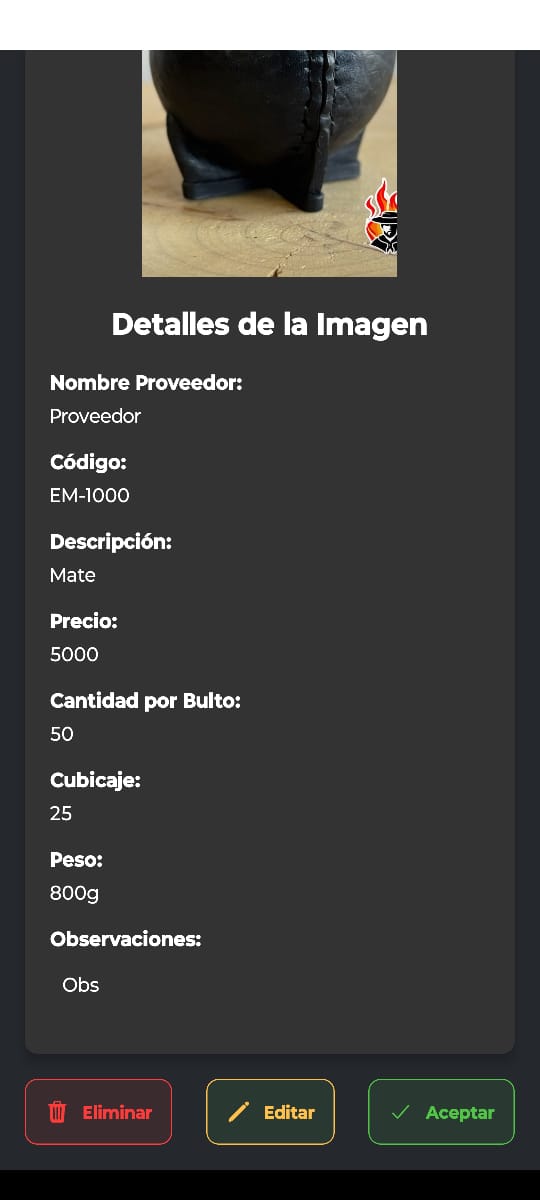 Detalles de la Imagen
Nombre Proveedor:
Proveedor
Código:
EM-1000
Descripción:
Mate
Precio:
5000
Cantidad por Bulto:
50
Cubicaje:
25
Peso:
800g
Observaciones:
Obs
Eliminar
Editar
Aceptar